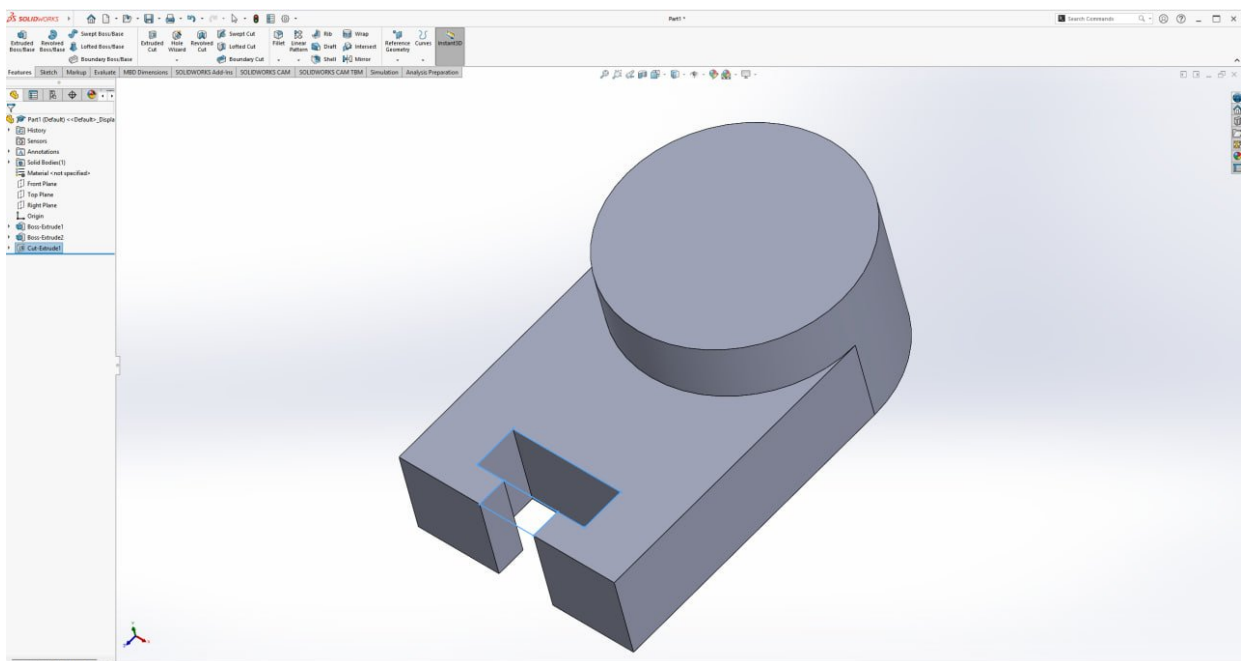 SOLIDWORKS
Part1 *
Search Commands
Extruded Boss/Base
Revolved Boss/Base
Swept Boss/Base
Lofted Boss/Base
Boundary Boss/Base
Extruded Cut
Hole Wizard
Revolved Cut
Swept Cut
Lofted Cut
Boundary Cut
Fillet
Linear Pattern
Rib
Draft
Shell
Wrap
Intersect
Mirror
Reference Geometry
Curves
Instant3D
Features Sketch Markup Evaluate MBD Dimensions SOLIDWORKS Add-Ins SOLIDWORKS CAM SOLIDWORKS CAM TBM Simulation Analysis Preparation
Part1 (Default) <<Default>_Displa
History
Sensors
Annotations
Solid Bodies(1)
Material <not specified>
Front Plane
Top Plane
Right Plane
Origin
Boss-Extrude1
Boss-Extrude2
Cut-Extrude1